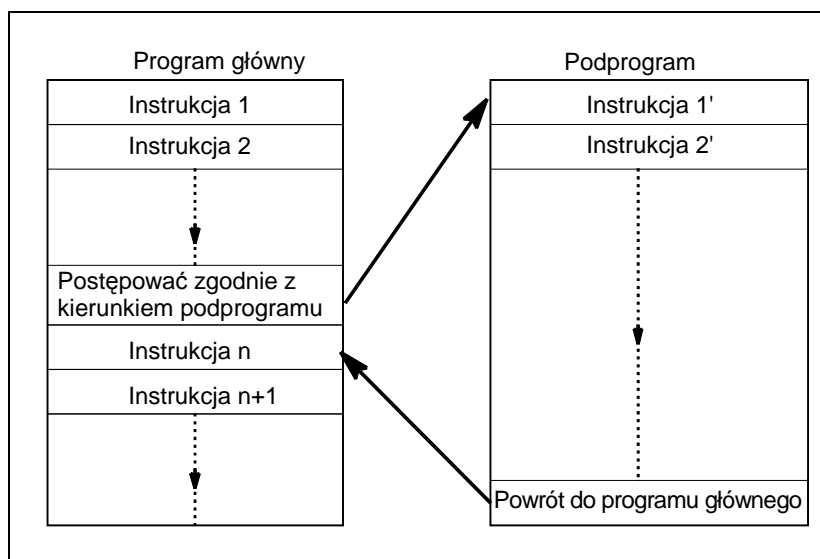 Program główny
Instrukcja 1
Instrukcja 2
Postępować zgodnie z
kierunkiem podprogramu
Instrukcja n
Instrukcja n+1
Podprogram
Instrukcja 1'
Instrukcja 2'
Powrót do programu głównego